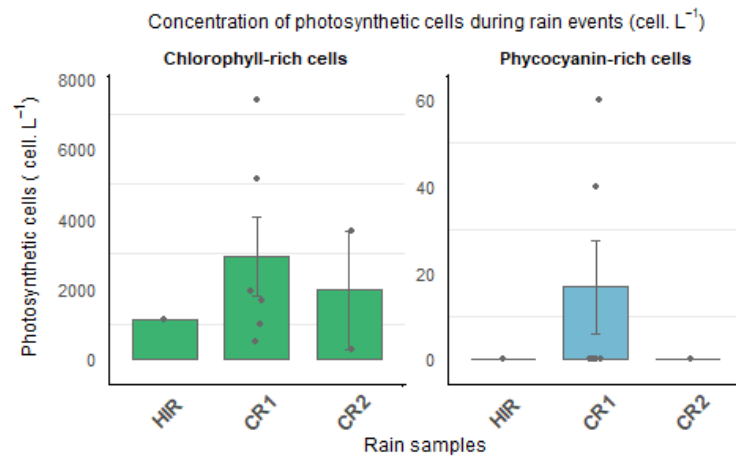 Concentration of photosynthetic cells during rain events (cell. L⁻¹)
Chlorophyll-rich cells
Phycocyanin-rich cells
Photosynthetic cells ( cell. L⁻¹)
8000
6000
4000
2000
0
60
40
20
0
HIR
CR1
CR2
HIR
CR1
CR2
Rain samples